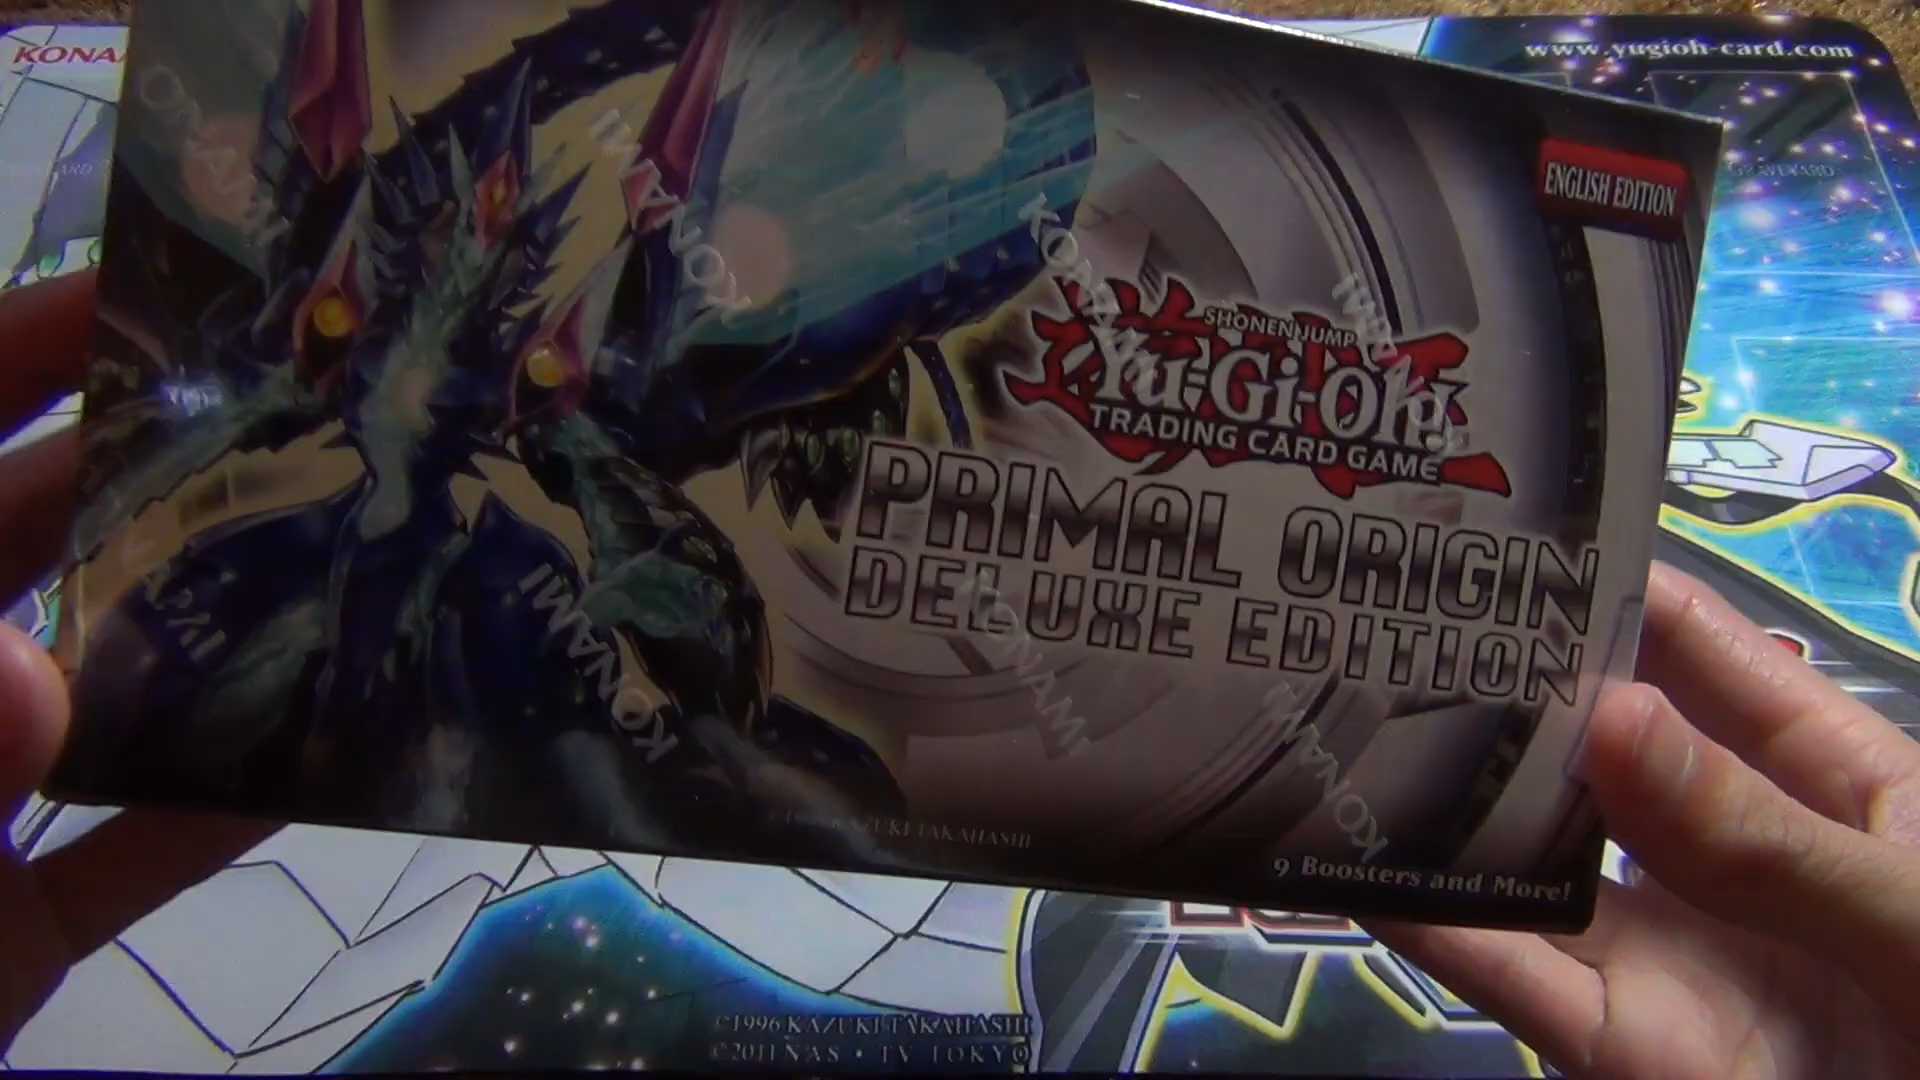 KONA
www.yugioh-card.com
GRAVEYARD
ENGLISH EDITION
SHONEN JUMP
Yu-Gi-Oh!
TRADING CARD GAME
PRIMAL ORIGIN
DELUXE EDITION
KONAMI
KONAMI
KONAMI
KONAMI
KONAMI
KONAMI
KONAMI
KAZUKI TAKAHASHI
9 Boosters and More!
©1996 KAZUKI TAKAHASHI
©2011 NAS • TV TOKYO